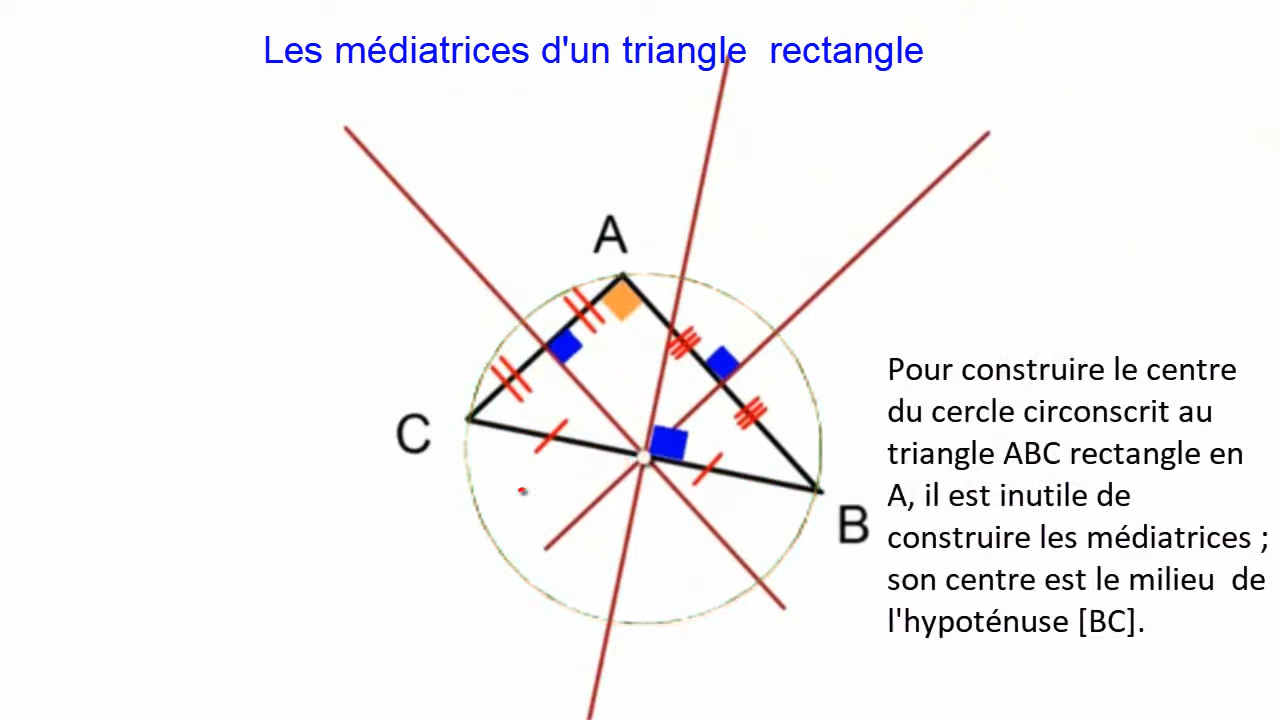 Les médiatrices d'un triangle  rectangle
A
C
B
Pour construire le centre
du cercle circonscrit au
triangle ABC rectangle en
A, il est inutile de
construire les médiatrices ;
son centre est le milieu  de
l'hypoténuse [BC].